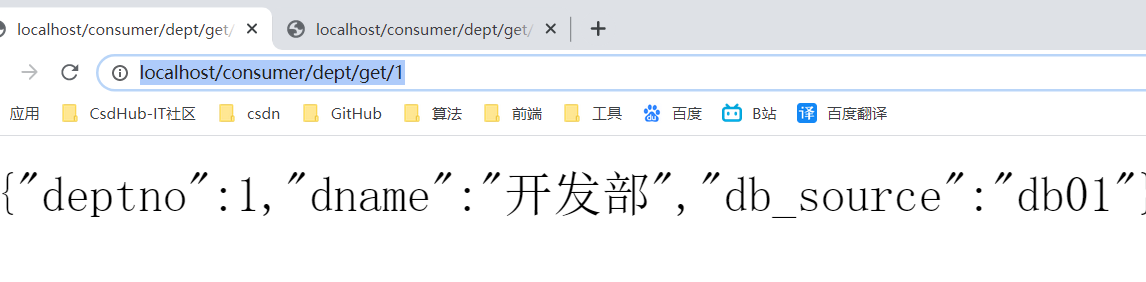 localhost/consumer/dept/get/ localhost/consumer/dept/get/
localhost/consumer/dept/get/1
应用 CsdHub-IT社区 csdn GitHub 算法 前端 工具 百度 B站 译 百度翻译
{"deptno":1,"dname":"开发部","db_source":"db01"}